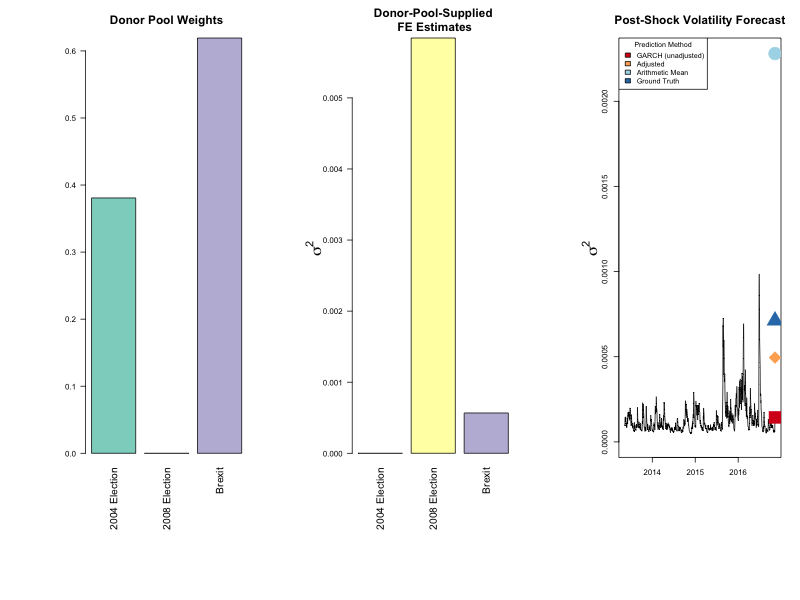 Donor Pool Weights
0.6
0.5
0.4
0.3
0.2
0.1
0.0
2004 Election
2008 Election
Brexit
Donor-Pool-Supplied
FE Estimates
σ²
0.005
0.004
0.003
0.002
0.001
0.000
2004 Election
2008 Election
Brexit
Post-Shock Volatility Forecast
Prediction Method
GARCH (unadjusted)
Adjusted
Arithmetic Mean
Ground Truth
σ²
0.0020
0.0015
0.0010
0.0005
0.0000
2014
2015
2016